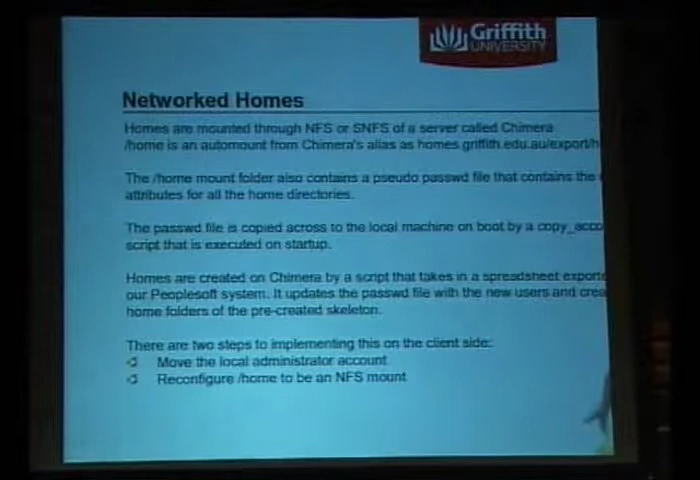 Griffith
UNIVERSITY
Networked Homes
Homes are mounted through NFS or SNFS of a server called Chimera
/home is an automount from Chimera's alias as homes.griffith.edu.au/export/h
The /home mount folder also contains a pseudo passwd file that contains the
attributes for all the home directories.
The passwd file is copied across to the local machine on boot by a copy_acco
script that is executed on startup.
Homes are created on Chimera by a script that takes in a spreadsheet exporte
our Peoplesoft system. It updates the passwd file with the new users and crea
home folders of the pre-created skeleton.
There are two steps to implementing this on the client side:
Move the local administrator account
Reconfigure /home to be an NFS mount